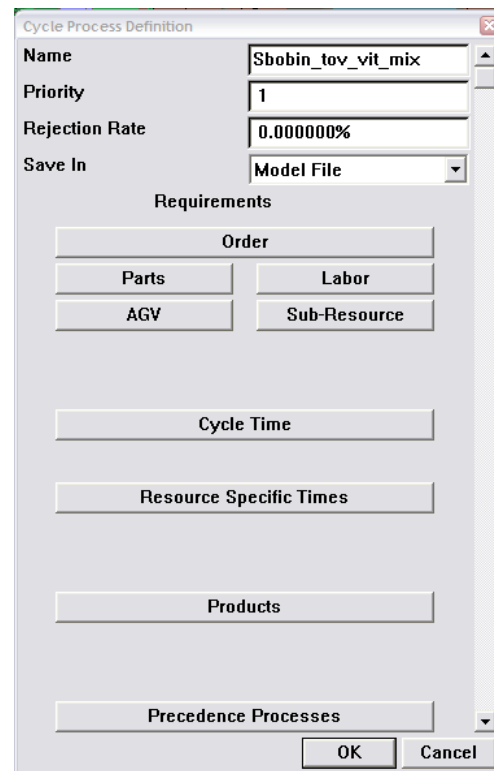 Cycle Process Definition
Name Sbobin_tov_vit_mix
Priority 1
Rejection Rate 0.000000%
Save In Model File
Requirements
Order
Parts Labor
AGV Sub-Resource
Cycle Time
Resource Specific Times
Products
Precedence Processes
OK Cancel